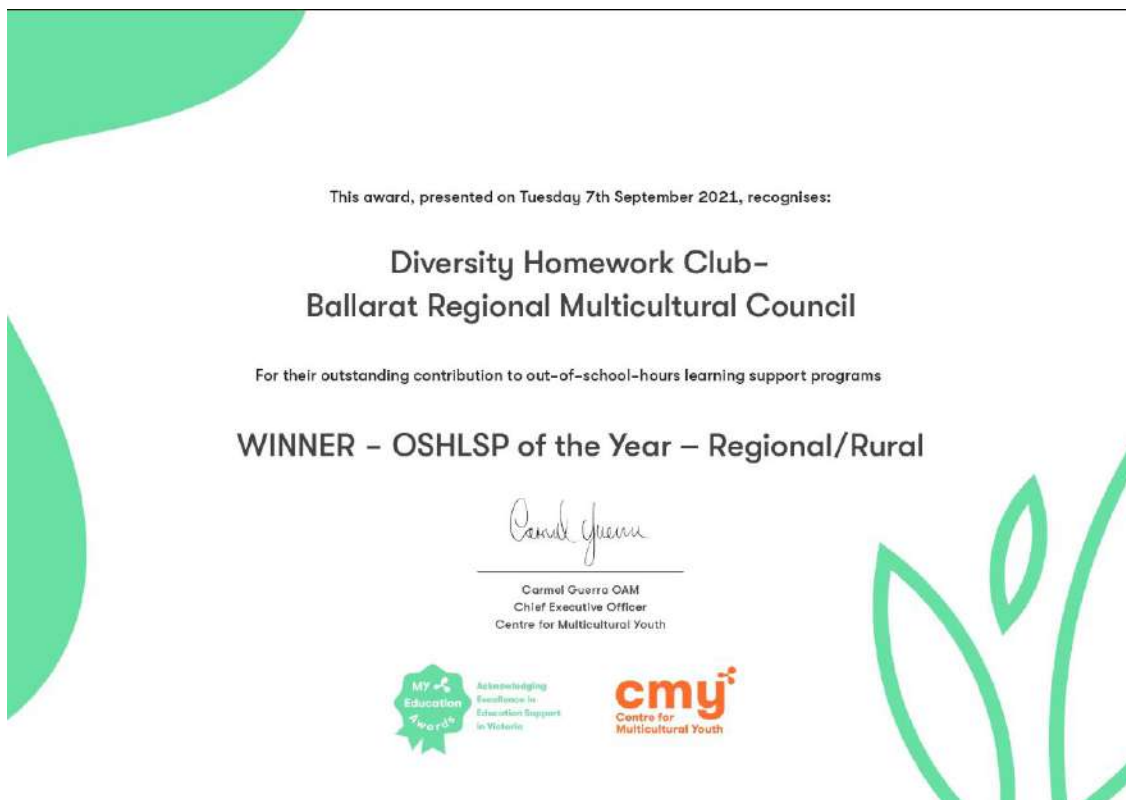 This award, presented on Tuesday 7th September 2021, recognises:
Diversity Homework Club–
Ballarat Regional Multicultural Council
For their outstanding contribution to out-of-school-hours learning support programs
WINNER – OSHLSP of the Year – Regional/Rural
Carmel Guerra
Carmel Guerra OAM
Chief Executive Officer
Centre for Multicultural Youth
MY
Education
Awards
Acknowledging
Excellence in
Education Support
in Victoria
cmy
Centre for
Multicultural Youth